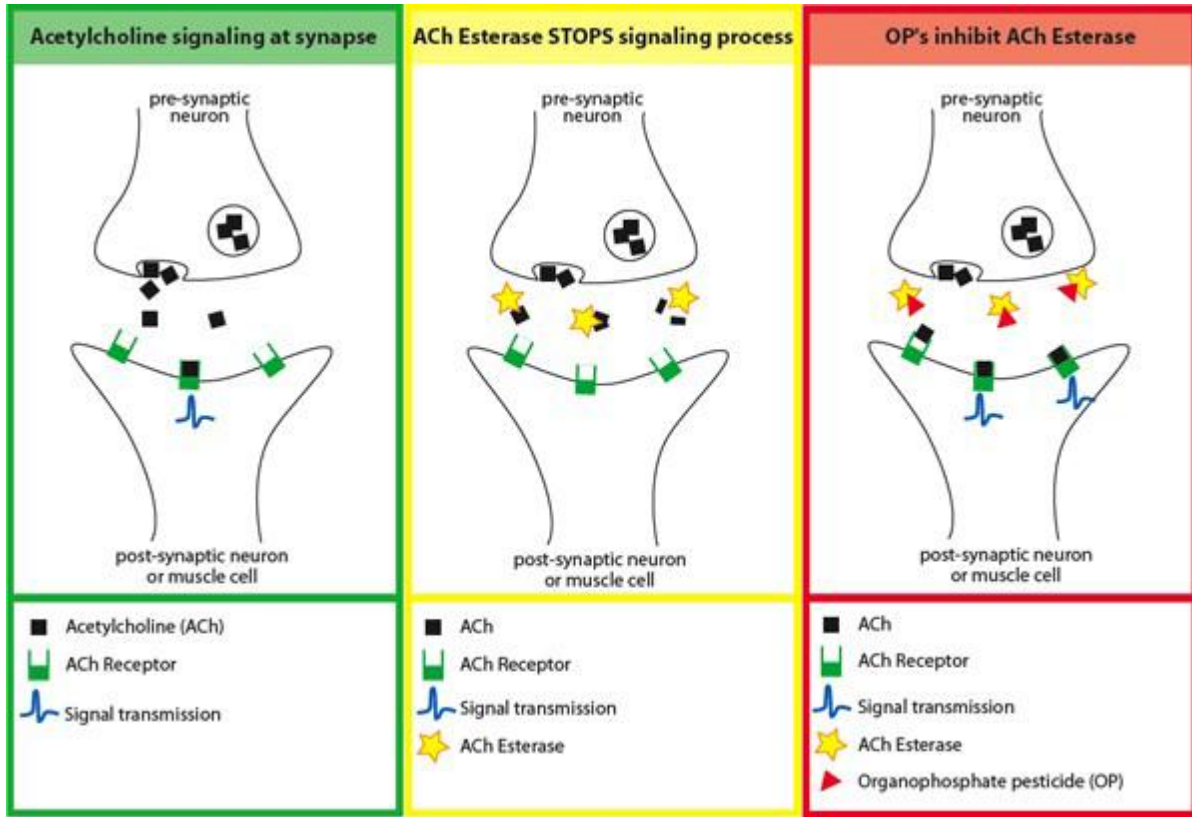 Acetylcholine signaling at synapse
pre-synaptic
neuron
post-synaptic neuron
or muscle cell
Acetylcholine (ACh)
ACh Receptor
Signal transmission
ACh Esterase STOPS signaling process
pre-synaptic
neuron
post-synaptic neuron
or muscle cell
ACh
ACh Receptor
Signal transmission
ACh Esterase
OP's inhibit ACh Esterase
pre-synaptic
neuron
post-synaptic neuron
or muscle cell
ACh
ACh Receptor
Signal transmission
ACh Esterase
Organophosphate pesticide (OP)